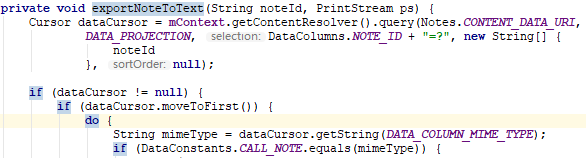 private void exportNoteToText(String noteId, PrintStream ps) {
Cursor dataCursor = mContext.getContentResolver().query(Notes.CONTENT_DATA_URI,
DATA_PROJECTION, selection: DataColumns.NOTE_ID + "=?", new String[] {
noteId
}, sortOrder: null);
if (dataCursor != null) {
if (dataCursor.moveToFirst()) {
do {
String mimeType = dataCursor.getString(DATA_COLUMN_MIME_TYPE);
if (DataConstants.CALL_NOTE.equals(mimeType)) {